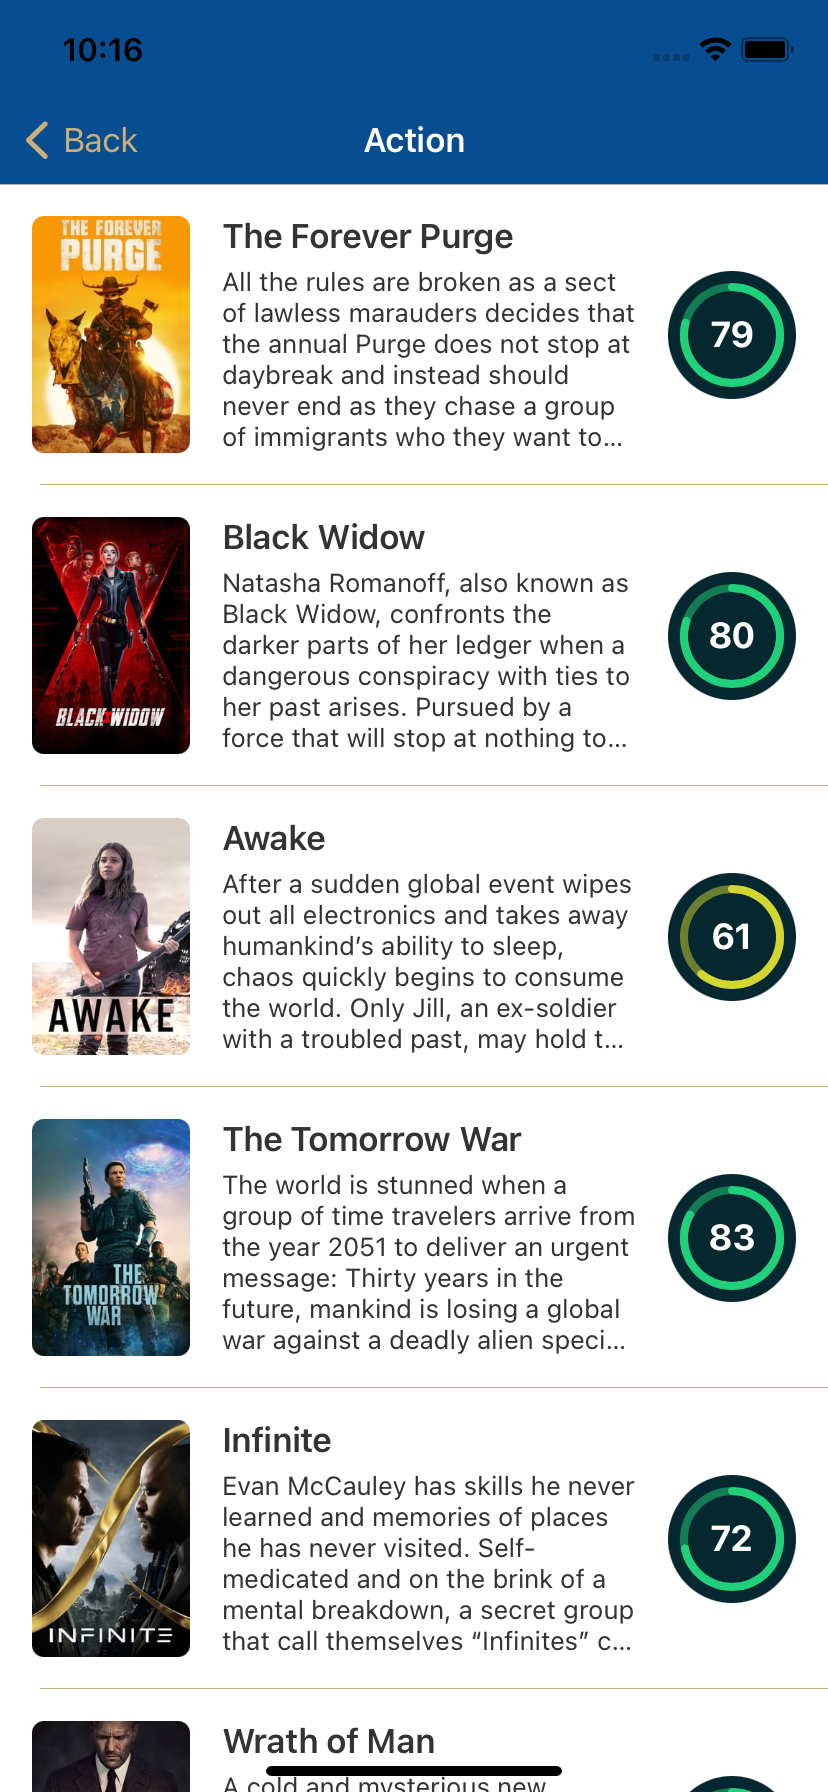 10:16
Back
Action
THE FOREVER
PURGE
The Forever Purge
All the rules are broken as a sect
of lawless marauders decides that
the annual Purge does not stop at
daybreak and instead should
never end as they chase a group
of immigrants who they want to...
79
BLACK WIDOW
Black Widow
Natasha Romanoff, also known as
Black Widow, confronts the
darker parts of her ledger when a
dangerous conspiracy with ties to
her past arises. Pursued by a
force that will stop at nothing to...
80
AWAKE
Awake
After a sudden global event wipes
out all electronics and takes away
humankind’s ability to sleep,
chaos quickly begins to consume
the world. Only Jill, an ex-soldier
with a troubled past, may hold t...
61
THE
TOMORROW
WAR
The Tomorrow War
The world is stunned when a
group of time travelers arrive from
the year 2051 to deliver an urgent
message: Thirty years in the
future, mankind is losing a global
war against a deadly alien speci...
83
INFINITE
Infinite
Evan McCauley has skills he never
learned and memories of places
he has never visited. Self-
medicated and on the brink of a
mental breakdown, a secret group
that call themselves “Infinites” c...
72
Wrath of Man
A cold and mysterious new